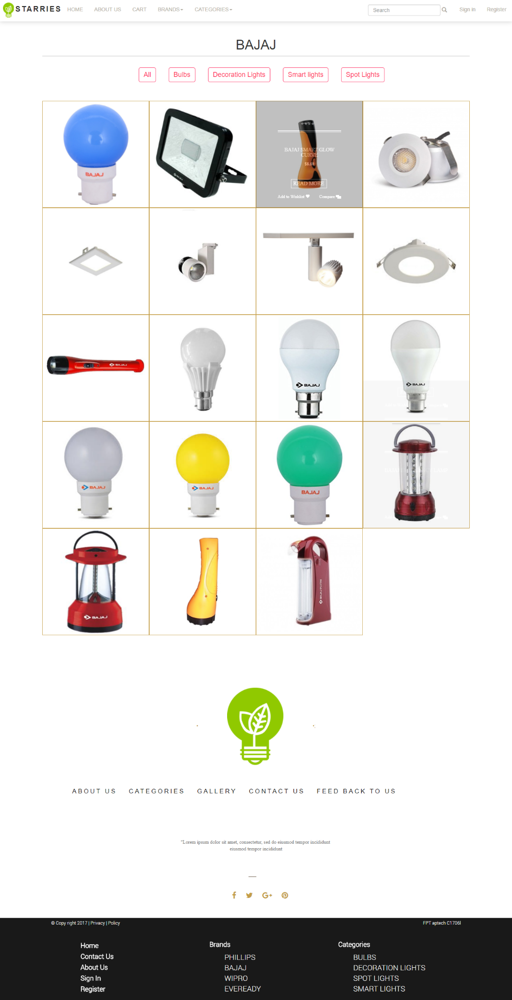 STARRIES HOME ABOUT US CART BRANDS CATEGORIES Search Sign in Register
BAJAJ
All Bulbs Decoration Lights Smart lights Spot Lights
BAJAJ
BAJAJ
BAJAJ SMART GLOW
CURVE
$8.50
READ MORE
Add to Wishlist Compare
BAJAJ
BAJAJ
BAJAJ
BAJAJ
BAJAJ
BAJAJ
BAJAJ
BAJAJ
ABOUT US CATEGORIES GALLERY CONTACT US FEED BACK TO US
"Lorem ipsum dolor sit amet, consectetur, sed do eiusmod tempor incididunt
eiusmod tempor incididunt
© Copy right 2017 | Privacy | Policy FPT aptech C1706I
Home
Contact Us
About Us
Sign In
Register
Brands
PHILLIPS
BAJAJ
WIPRO
EVEREADY
Categories
BULBS
DECORATION LIGHTS
SPOT LIGHTS
SMART LIGHTS